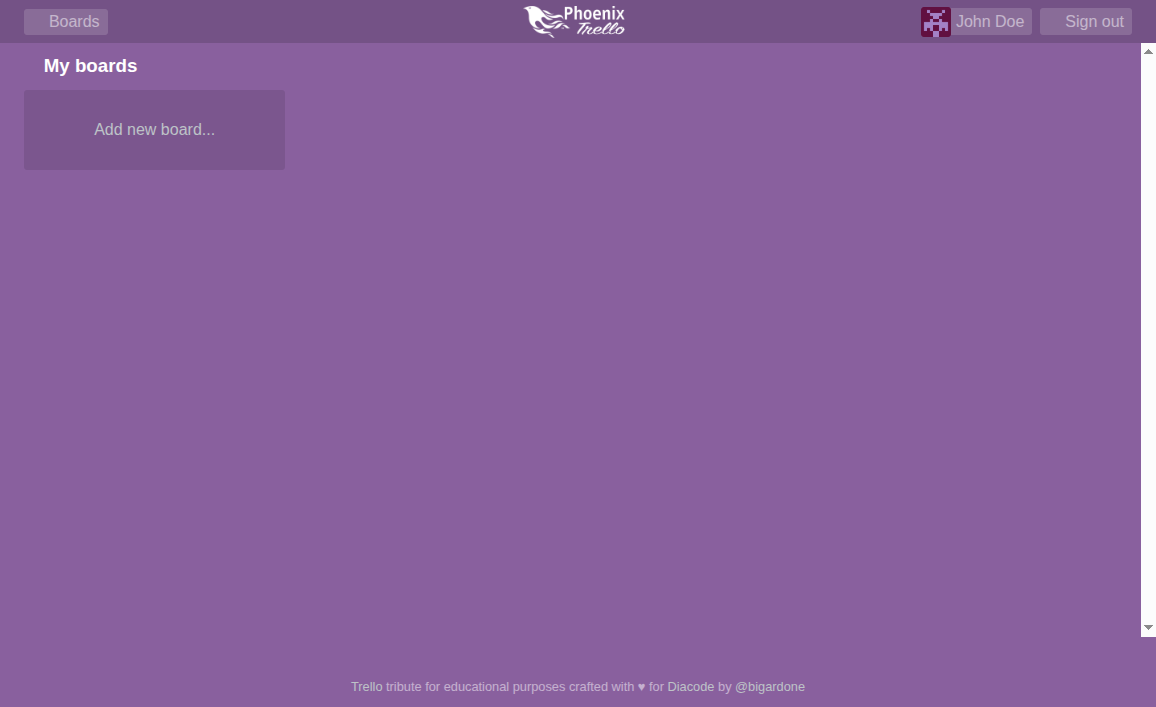 Boards
Phoenix
Trello
John Doe
Sign out
My boards
Add new board...
Trello tribute for educational purposes crafted with ♥ for Diacode by @bigardone